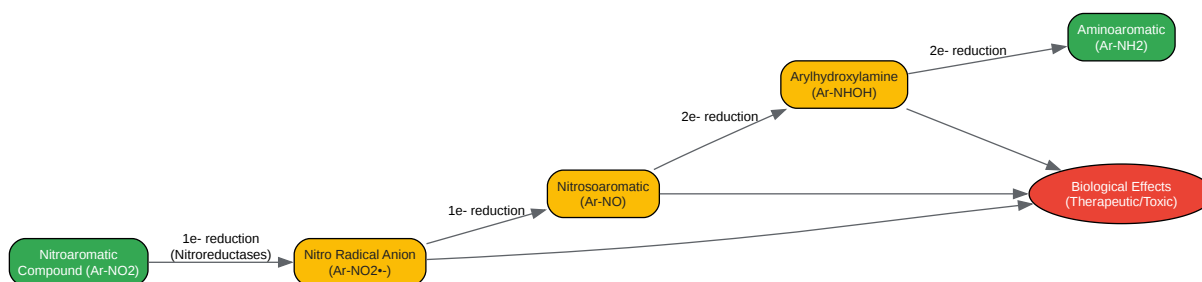 Nitroaromatic
Compound (Ar-NO2)
1e- reduction
(Nitroreductases)
Nitro Radical Anion
(Ar-NO2•-)
1e- reduction
Nitrosoaromatic
(Ar-NO)
2e- reduction
Arylhydroxylamine
(Ar-NHOH)
2e- reduction
Aminoaromatic
(Ar-NH2)
Biological Effects
(Therapeutic/Toxic)